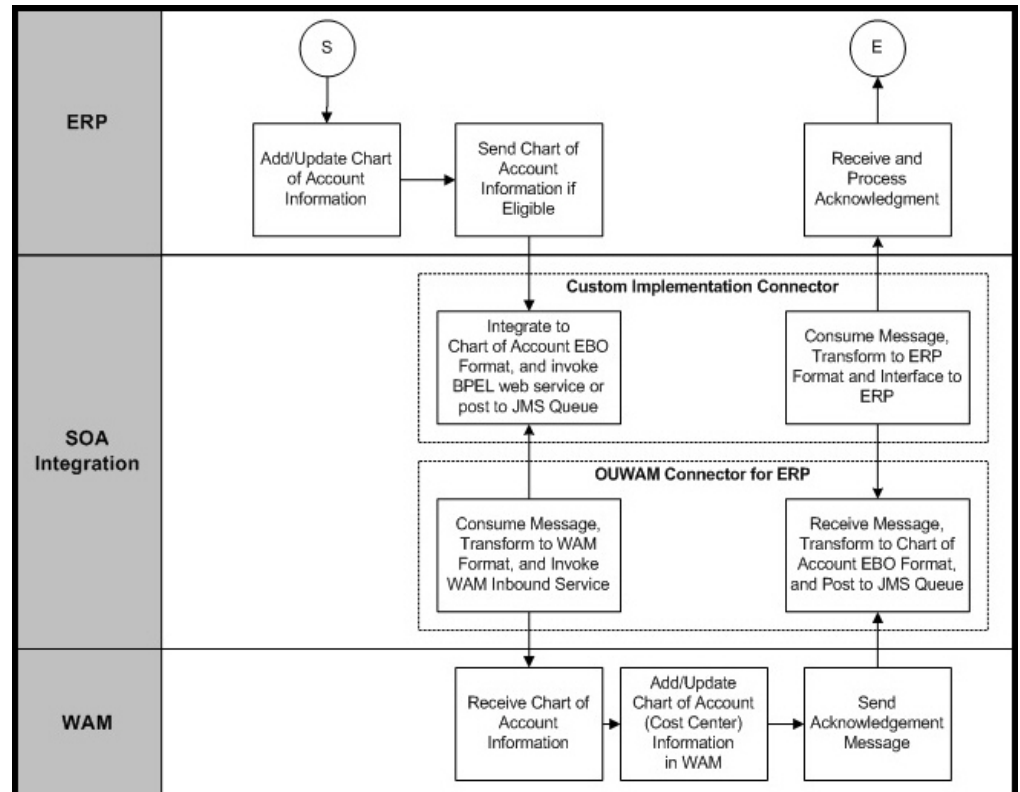 ERP
S
E
Add/Update Chart
of Account
Information
Send Chart of
Account
Information if
Eligible
Receive and
Process
Acknowledgment
SOA
Integration
Custom Implementation Connector
Integrate to
Chart of Account EBO
Format, and invoke
BPEL web service or
post to JMS Queue
Consume Message,
Transform to ERP
Format and Interface to
ERP
OUWAM Connector for ERP
Consume Message,
Transform to WAM
Format, and Invoke
WAM Inbound Service
Receive Message,
Transform to Chart of
Account EBO Format,
and Post to JMS Queue
WAM
Receive Chart of
Account
Information
Add/Update
Chart of Account
(Cost Center)
Information
in WAM
Send
Acknowledgement
Message